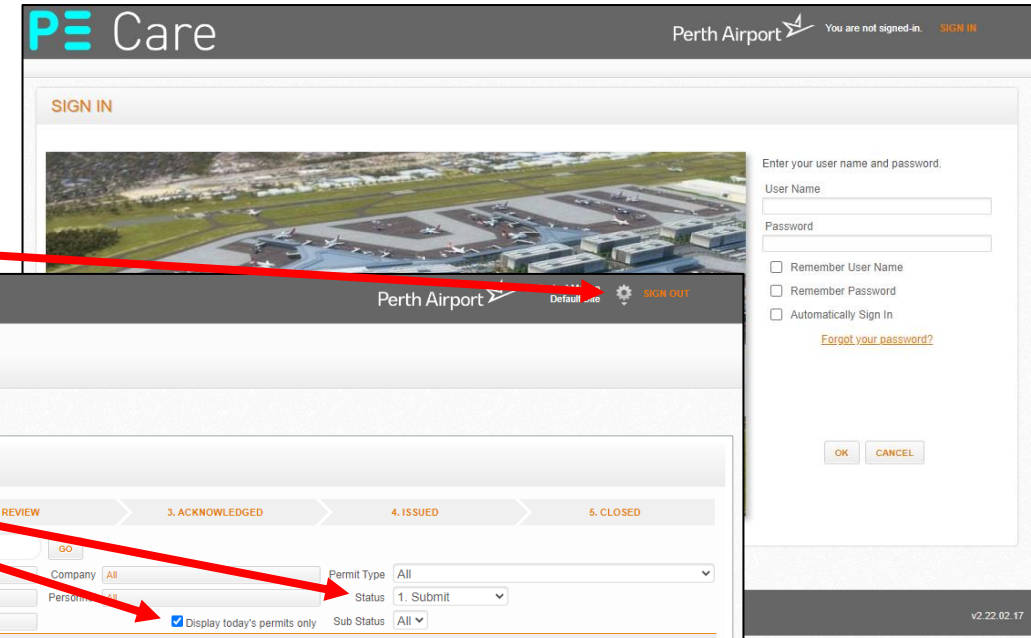 PE Care
Perth Airport You are not signed-in. SIGN IN
SIGN IN
Enter your user name and password.
User Name
Password
Remember User Name
Remember Password
Automatically Sign In
Forgot your password?
OK CANCEL
Perth Airport Default SIGN OUT
REVIEW 3. ACKNOWLEDGED 4. ISSUED 5. CLOSED
GO
Company All Permit Type All
All Status 1. Submit
Display today's permits only Sub Status All
v2.22.02.17